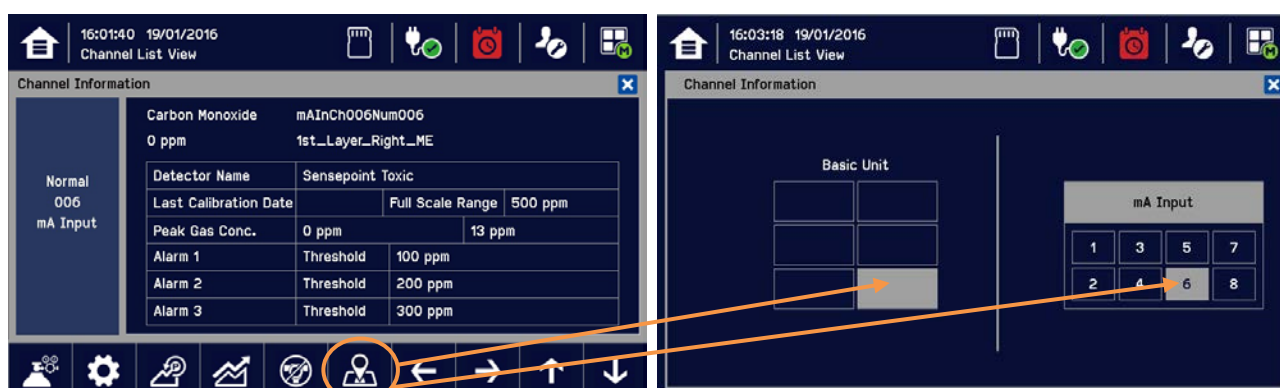 16:01:40 19/01/2016
Channel List View
M
Channel Information
Carbon Monoxide mAInCh006Num006
0 ppm 1st_Layer_Right_ME
Normal
006
mA Input
Detector Name Sensepoint Toxic
Last Calibration Date Full Scale Range 500 ppm
Peak Gas Conc. 0 ppm 13 ppm
Alarm 1 Threshold 100 ppm
Alarm 2 Threshold 200 ppm
Alarm 3 Threshold 300 ppm
16:03:18 19/01/2016
Channel List View
M
Channel Information
Basic Unit
mA Input
1 3 5 7
2 4 6 8